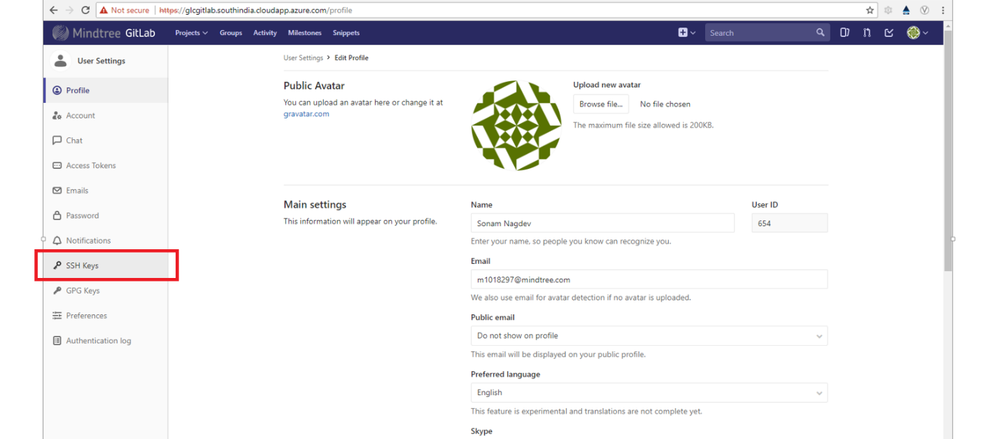 Not secure | https://glcgitlab.southindia.cloudapp.azure.com/profile
Mindtree GitLab Projects Groups Activity Milestones Snippets Search
User Settings
Profile
Account
Chat
Access Tokens
Emails
Password
Notifications
SSH Keys
GPG Keys
Preferences
Authentication log
User Settings > Edit Profile
Public Avatar
You can upload an avatar here or change it at
gravatar.com
Upload new avatar
Browse file... No file chosen
The maximum file size allowed is 200KB.
Main settings
This information will appear on your profile.
Name
Sonam Nagdev
Enter your name, so people you know can recognize you.
User ID
654
Email
m1018297@mindtree.com
We also use email for avatar detection if no avatar is uploaded.
Public email
Do not show on profile
This email will be displayed on your public profile.
Preferred language
English
This feature is experimental and translations are not complete yet.
Skype